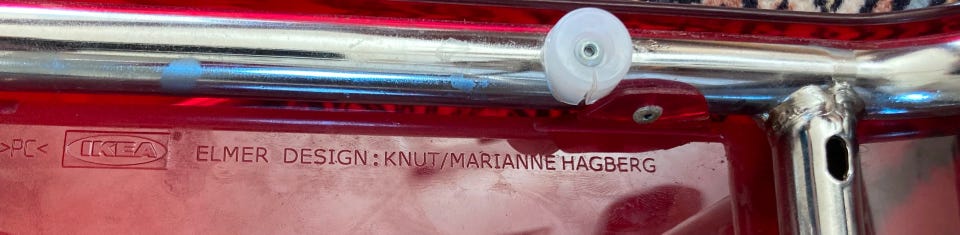 >PC< IKEA ELMER DESIGN: KNUT/MARIANNE HAGBERG